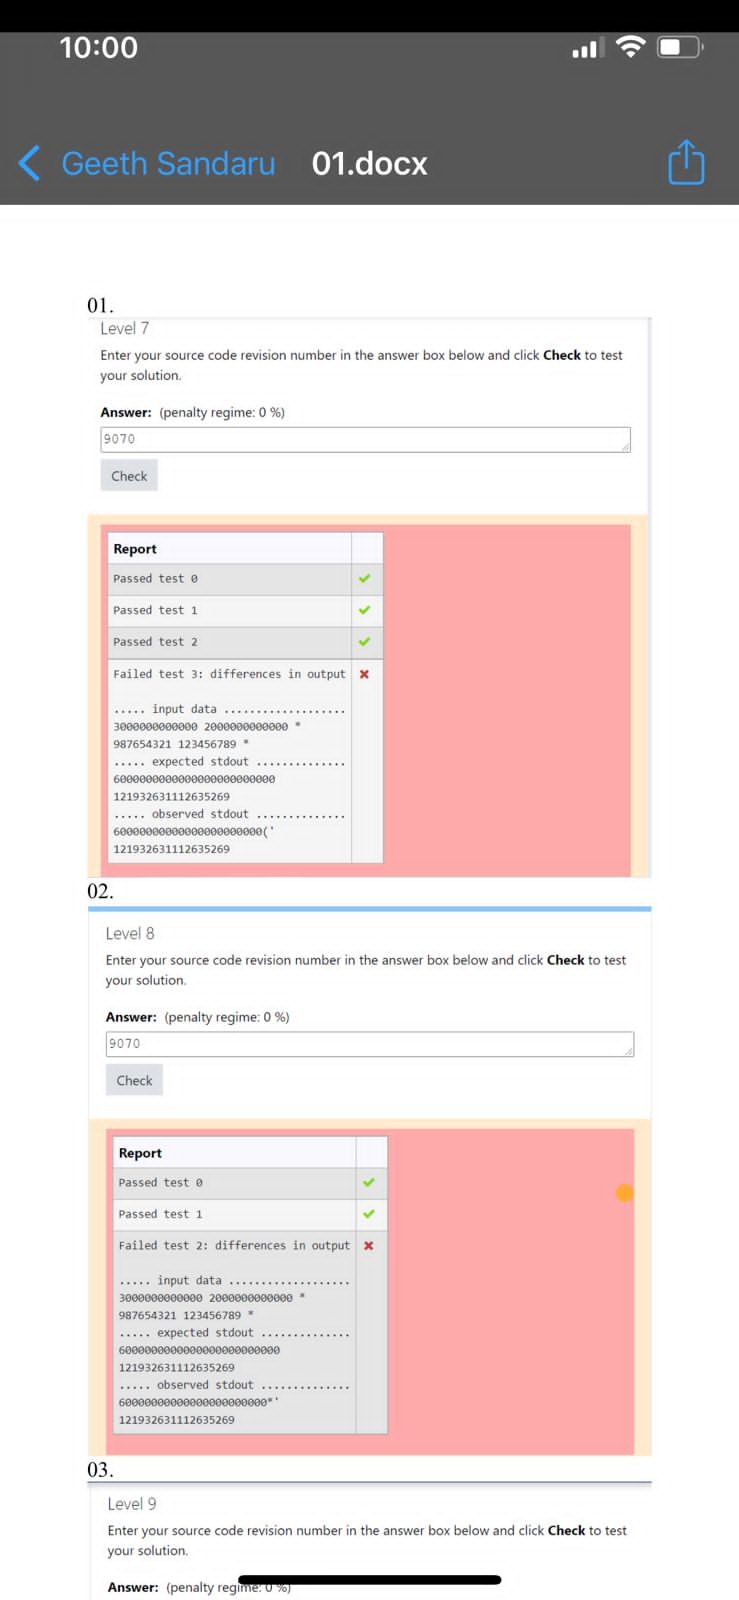 10:00
Geeth Sandaru 01.docx
01.
Level 7
Enter your source code revision number in the answer box below and click Check to test
your solution.
Answer: (penalty regime: 0 %)
9070
Check
Report
Passed test 0
Passed test 1
Passed test 2
Failed test 3: differences in output
..... input data ...................
3000000000000 2000000000000 *
987654321 123456789 *
..... expected stdout ..............
6000000000000000000000000
121932631112635269
..... observed stdout ..............
60000000000000000000000('
121932631112635269
02.
Level 8
Enter your source code revision number in the answer box below and click Check to test
your solution.
Answer: (penalty regime: 0 %)
9070
Check
Report
Passed test 0
Passed test 1
Failed test 2: differences in output
..... input data ...................
3000000000000 2000000000000 *
987654321 123456789 *
..... expected stdout ..............
6000000000000000000000000
121932631112635269
..... observed stdout ..............
60000000000000000000000*'
121932631112635269
03.
Level 9
Enter your source code revision number in the answer box below and click Check to test
your solution.
Answer: (penalty regime: 0 %)